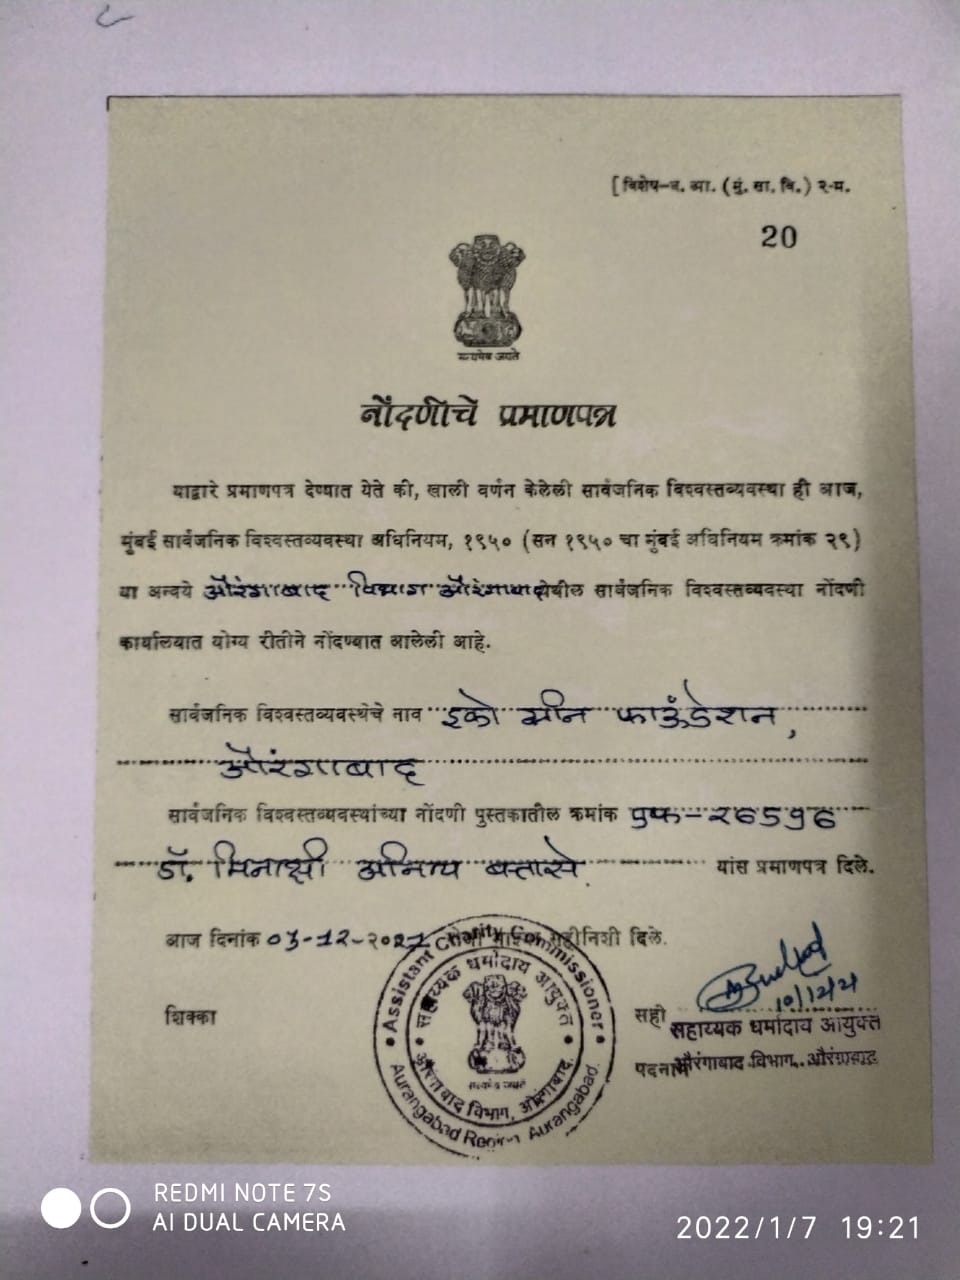 [ विशेष-ज. आ. (मुं. सा. वि.) २-म.
20
सत्यमेव जयते
नोंदणीचे प्रमाणपत्र
याद्वारे प्रमाणपत्र देण्यात येते की, खाली वर्णन केलेली सार्वजनिक विश्वस्तव्यवस्था ही आज,
मुंबई सार्वजनिक विश्वस्तव्यवस्था अधिनियम, १९५० (सन १९५० चा मुंबई अधिनियम क्रमांक २९)
या अन्वये औरंगाबाद विभाग औरंगाबाद येथील सार्वजनिक विश्वस्तव्यवस्था नोंदणी
कार्यालयात योग्य रीतीने नोंदण्यात आलेली आहे.
सार्वजनिक विश्वस्तव्यवस्थेचे नाव इको ग्रीन फाऊंडेशन,
औरंगाबाद
सार्वजनिक विश्वस्तव्यवस्थांच्या नोंदणी पुस्तकातील क्रमांक एफ-२६५१६
डॉ. मिनाक्षी अनिल बत्तासे यांस प्रमाणपत्र दिले.
आज दिनांक ०३-१२-२०२१ रोजी माझ्या सहीनिशी दिले.
Assistant Charity Commissioner
सहाय्यक धर्मादाय आयुक्त
सत्यमेव जयते
औरंगाबाद विभाग, औरंगाबाद.
Aurangabad Region Aurangabad.
शिक्का
10/12/21
सही
सहाय्यक धर्मादाय आयुक्त
पदनाम औरंगाबाद विभाग, औरंगाबाद
REDMI NOTE 7S
AI DUAL CAMERA
2022/1/7 19:21